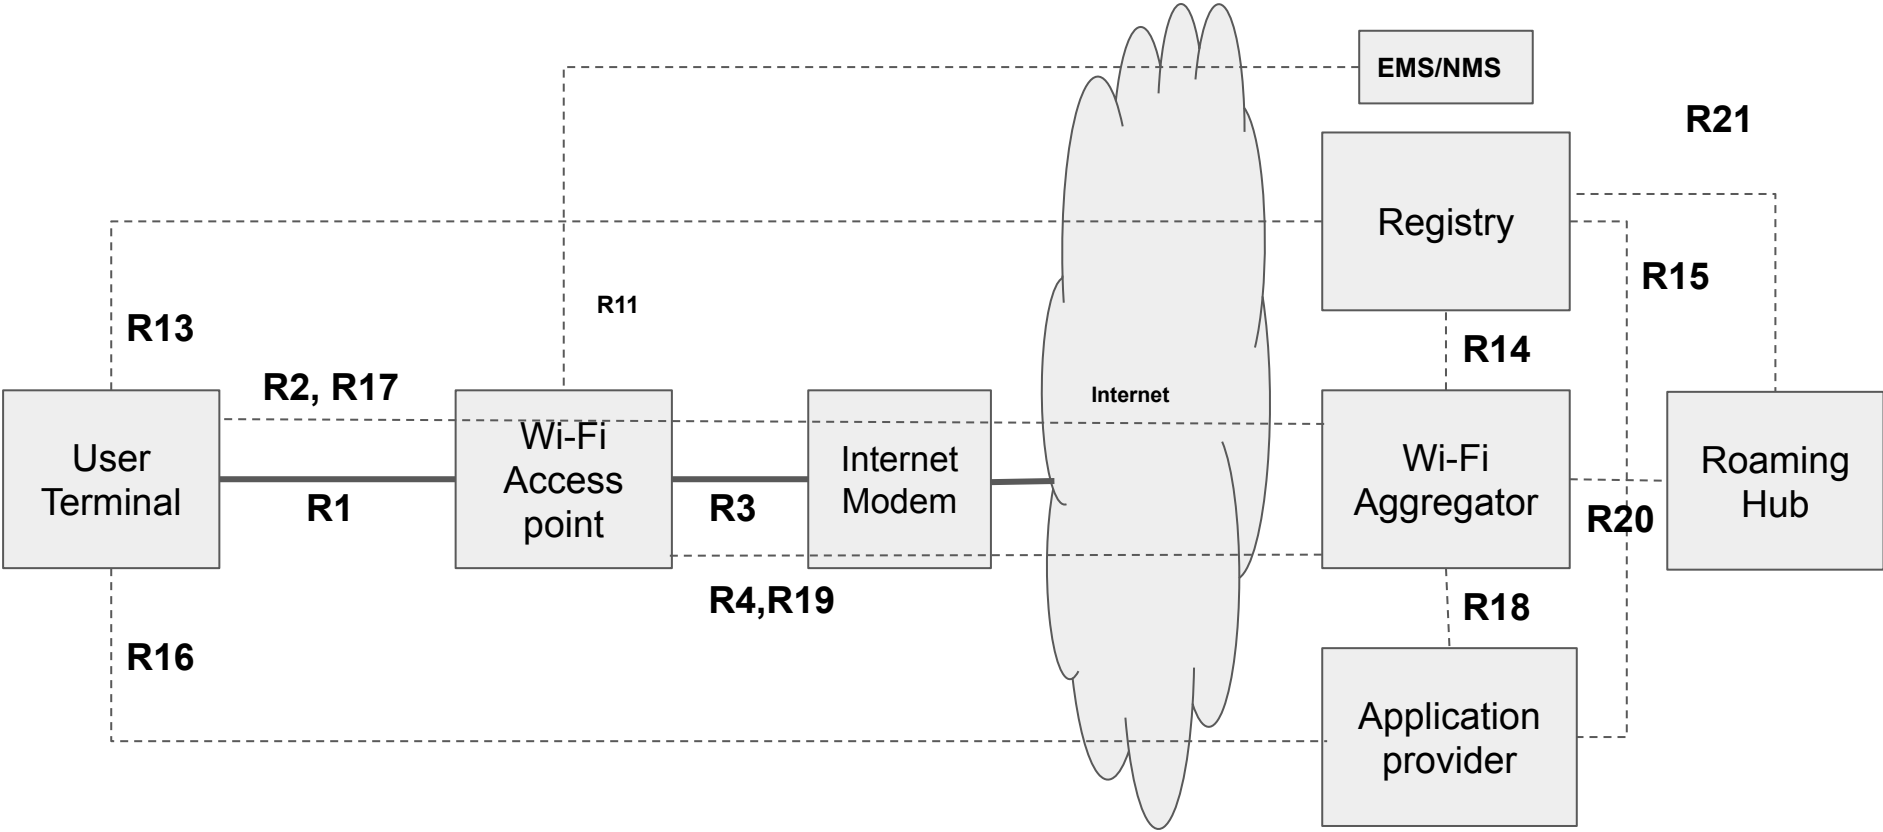 EMS/NMS
R21
Registry
R15
R11
R13
R14
R2, R17
Internet
User
Terminal
R1
Wi-Fi
Access
point
R3
Internet
Modem
Wi-Fi
Aggregator
R20
Roaming
Hub
R4,R19
R18
R16
Application
provider